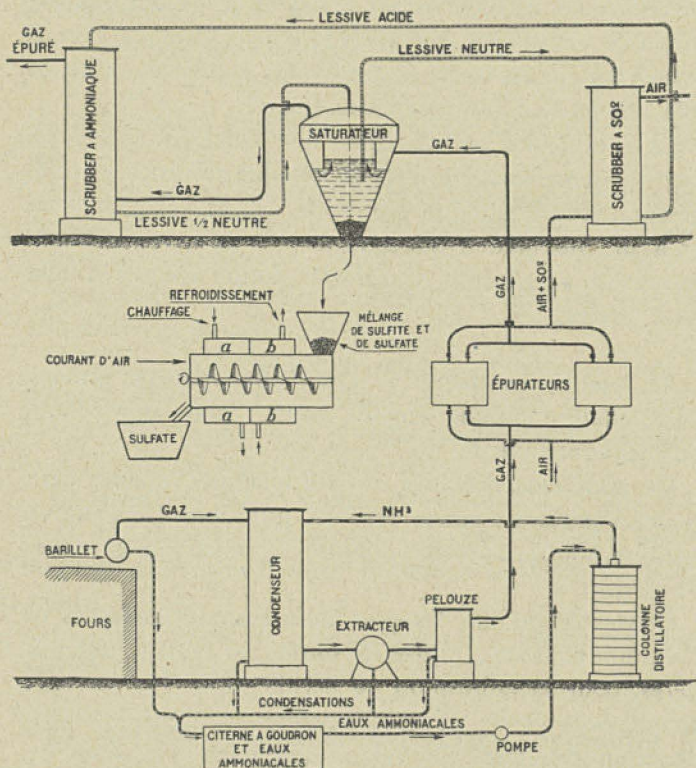 LESSIVE ACIDE
GAZ
ÉPURÉ
LESSIVE NEUTRE
AIR
SCRUBBER A AMMONIAQUE
SATURATEUR
GAZ
SCRUBBER A SO²
GAZ
LESSIVE 1/2 NEUTRE
GAZ
AIR + SO²
REFROIDISSEMENT
CHAUFFAGE
MÉLANGE
DE SULFITE ET
DE SULFATE
a
b
COURANT D'AIR
ÉPURATEURS
a
b
SULFATE
GAZ
AIR
GAZ
NH³
BARILLET
CONDENSEUR
PELOUZE
COLONNE
DISTILLATOIRE
FOURS
EXTRACTEUR
CONDENSATIONS
EAUX AMMONIACALES
CITERNE A GOUDRON
ET EAUX
AMMONIACALES
POMPE